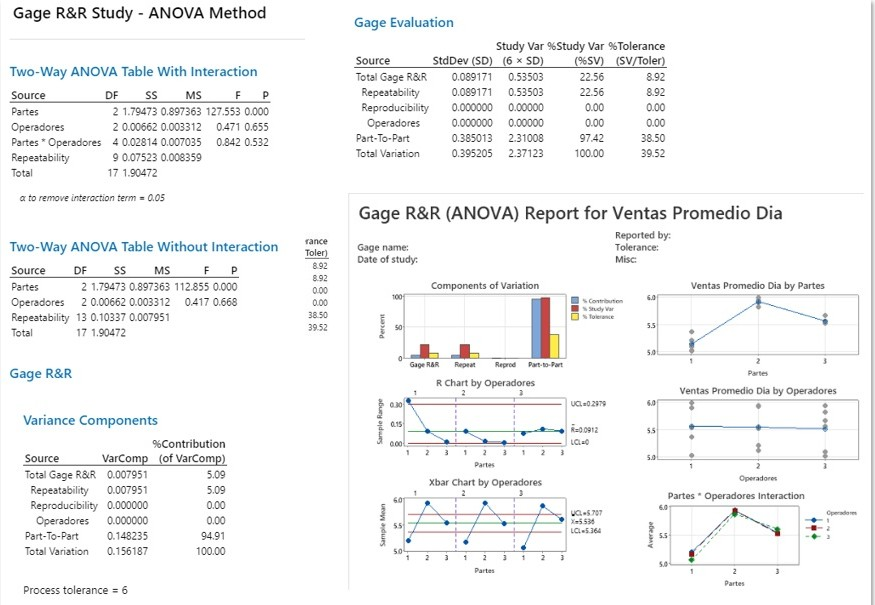 Gage R&R Study - ANOVA Method
Two-Way ANOVA Table With Interaction
Source DF SS MS F P
Partes 2 1.79473 0.897363 127.553 0.000
Operadores 2 0.00662 0.003312 0.471 0.655
Partes * Operadores 4 0.02814 0.007035 0.842 0.532
Repeatability 9 0.07523 0.008359
Total 17 1.90472
α to remove interaction term = 0.05
Two-Way ANOVA Table Without Interaction
Source DF SS MS F P
Partes 2 1.79473 0.897363 112.855 0.000
Operadores 2 0.00662 0.003312 0.417 0.668
Repeatability 13 0.10337 0.007951
Total 17 1.90472
rance
Toler)
8.92
8.92
0.00
0.00
38.50
39.52
Gage R&R
Variance Components
%Contribution
Source VarComp (of VarComp)
Total Gage R&R 0.007951 5.09
Repeatability 0.007951 5.09
Reproducibility 0.000000 0.00
Operadores 0.000000 0.00
Part-To-Part 0.148235 94.91
Total Variation 0.156187 100.00
Process tolerance = 6
Gage Evaluation
Study Var %Study Var %Tolerance
Source StdDev (SD) (6 × SD) (%SV) (SV/Toler)
Total Gage R&R 0.089171 0.53503 22.56 8.92
Repeatability 0.089171 0.53503 22.56 8.92
Reproducibility 0.000000 0.00000 0.00 0.00
Operadores 0.000000 0.00000 0.00 0.00
Part-To-Part 0.385013 2.31008 97.42 38.50
Total Variation 0.395205 2.37123 100.00 39.52
Gage R&R (ANOVA) Report for Ventas Promedio Dia
Gage name:
Date of study:
Reported by:
Tolerance:
Misc:
Components of Variation
Percent
100
50
0
Gage R&R Repeat Reprod Part-to-Part
% Contribution
% Study Var
% Tolerance
R Chart by Operadores
1 2 3
Sample Range
0.30
0.15
0.00
UCL=0.2979
R̄=0.0912
LCL=0
1 2 3 1 2 3 1 2 3
Partes
Xbar Chart by Operadores
1 2 3
Sample Mean
6.0
5.5
5.0
UCL=5.707
X̿=5.536
LCL=5.364
1 2 3 1 2 3 1 2 3
Partes
Ventas Promedio Dia by Partes
6.0
5.5
5.0
1 2 3
Partes
Ventas Promedio Dia by Operadores
6.0
5.5
5.0
1 2 3
Operadores
Partes * Operadores Interaction
Average
6.0
5.5
5.0
1 2 3
Partes
Operadores
1
2
3